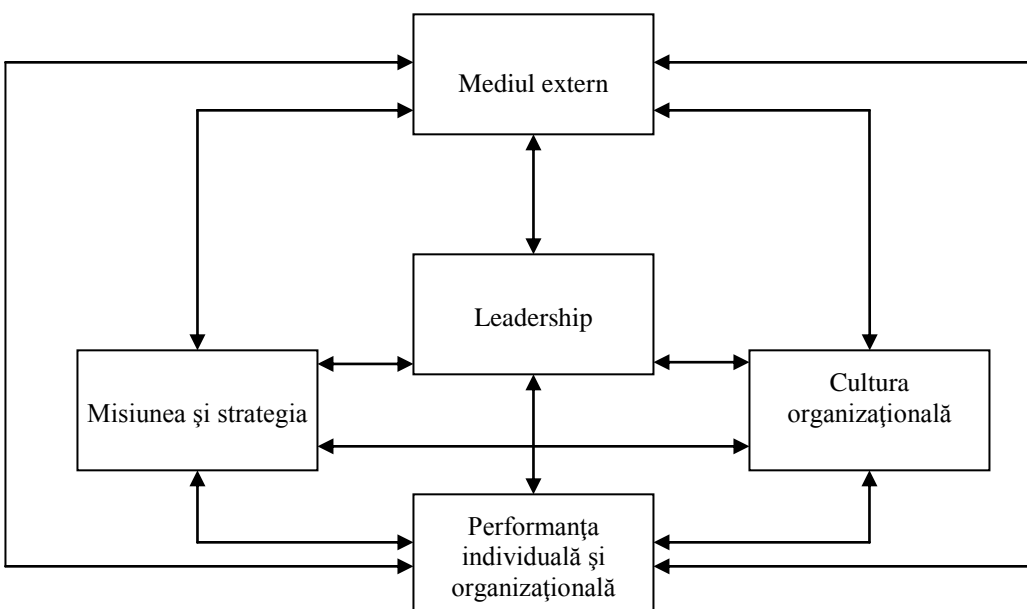 Mediul extern
Leadership
Misiunea şi strategia
Cultura
organizaţională
Performanţa
individuală şi
organizaţională